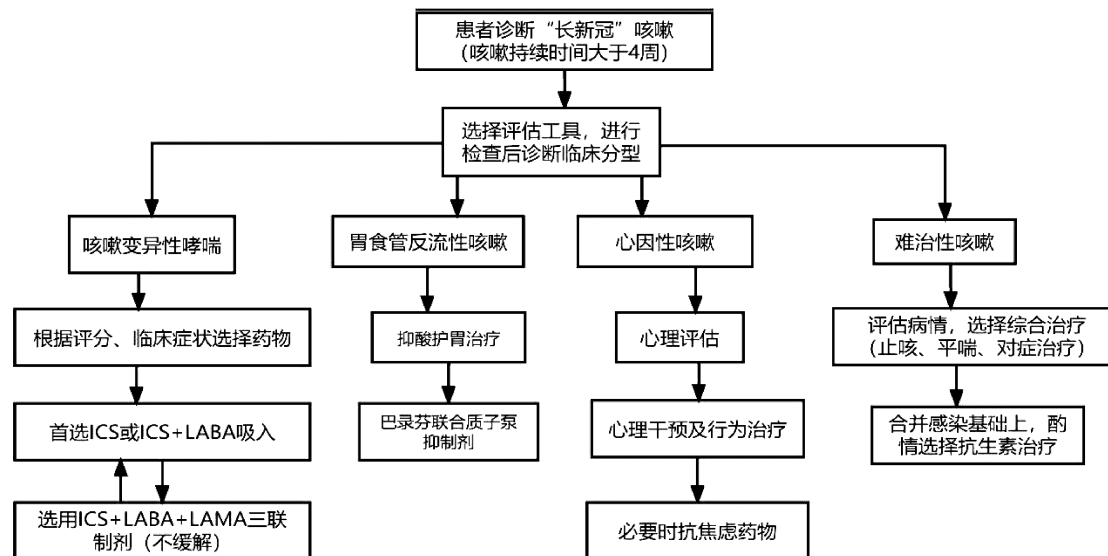 患者诊断“长新冠”咳嗽
（咳嗽持续时间大于4周）
选择评估工具，进行
检查后诊断临床分型
咳嗽变异性哮喘
胃食管反流性咳嗽
心因性咳嗽
难治性咳嗽
根据评分、临床症状选择药物
抑酸护胃治疗
心理评估
评估病情，选择综合治疗
（止咳、平喘、对症治疗）
首选ICS或ICS+LABA吸入
巴录芬联合质子泵
抑制剂
心理干预及行为治疗
合并感染基础上，酌
情选择抗生素治疗
选用ICS+LABA+LAMA三联
制剂（不缓解）
必要时抗焦虑药物